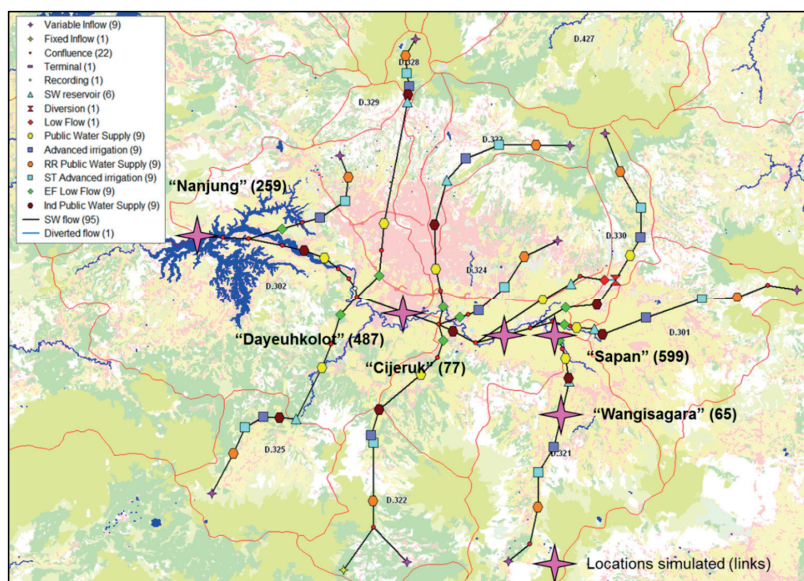 Variable Inflow (9)
Fixed Inflow (1)
Confluence (22)
Terminal (1)
Recording (1)
SW reservoir (6)
Diversion (1)
Low Flow (1)
Public Water Supply (9)
Advanced irrigation (9)
RR Public Water Supply (9)
ST Advanced irrigation (9)
EF Low Flow (9)
Ind Public Water Supply (9)
SW flow (95)
Diverted flow (1)
D.427
D.328
D.329
"Nanjung" (259)
D.330
D.324
D.302
"Dayeuhkolot" (487)
D.301
"Sapan" (599)
"Cijeruk" (77)
"Wangisagara" (65)
D.325
D.321
D.322
Locations simulated (links)